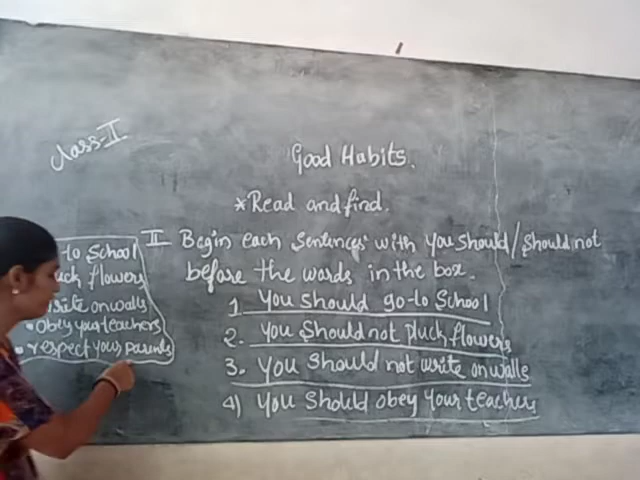 Class-II
Good Habits.
*Read and find.
II Begin each Sentences with You Should/Should not
before the words in the box.
to School
flowers
write on walls
• Obey your teachers
• respect your parents
1. You should go to School
2. You Should not pluck flowers
3. You Should not write on walls
4) You Should obey your teachers